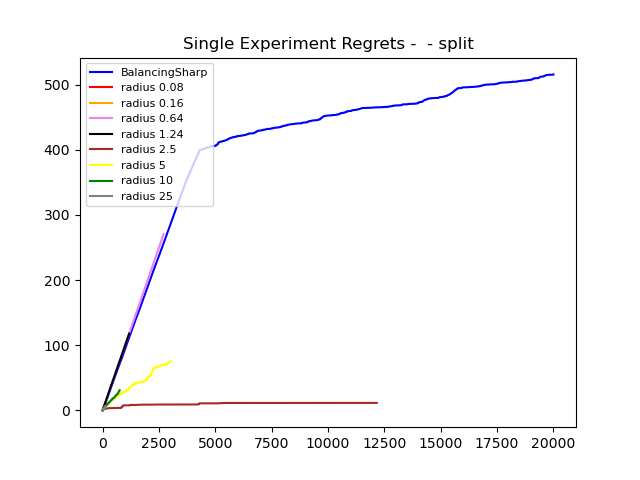 Single Experiment Regrets -  - split
BalancingSharp
radius 0.08
radius 0.16
radius 0.64
radius 1.24
radius 2.5
radius 5
radius 10
radius 25
500
400
300
200
100
0
0 2500 5000 7500 10000 12500 15000 17500 20000